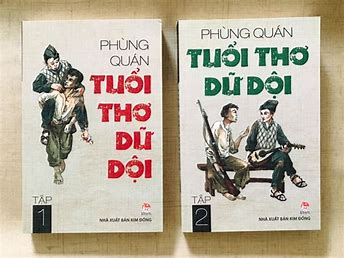 PHÙNG
QUÁN
TUỔI
THƠ
DỮ
DỘI
TẬP
1
NHÀ XUẤT BẢN KIM ĐỒNG
PHÙNG QUÁN
TUỔI THƠ
DỮ DỘI
TẬP
2
NHÀ XUẤT BẢN KIM ĐỒNG